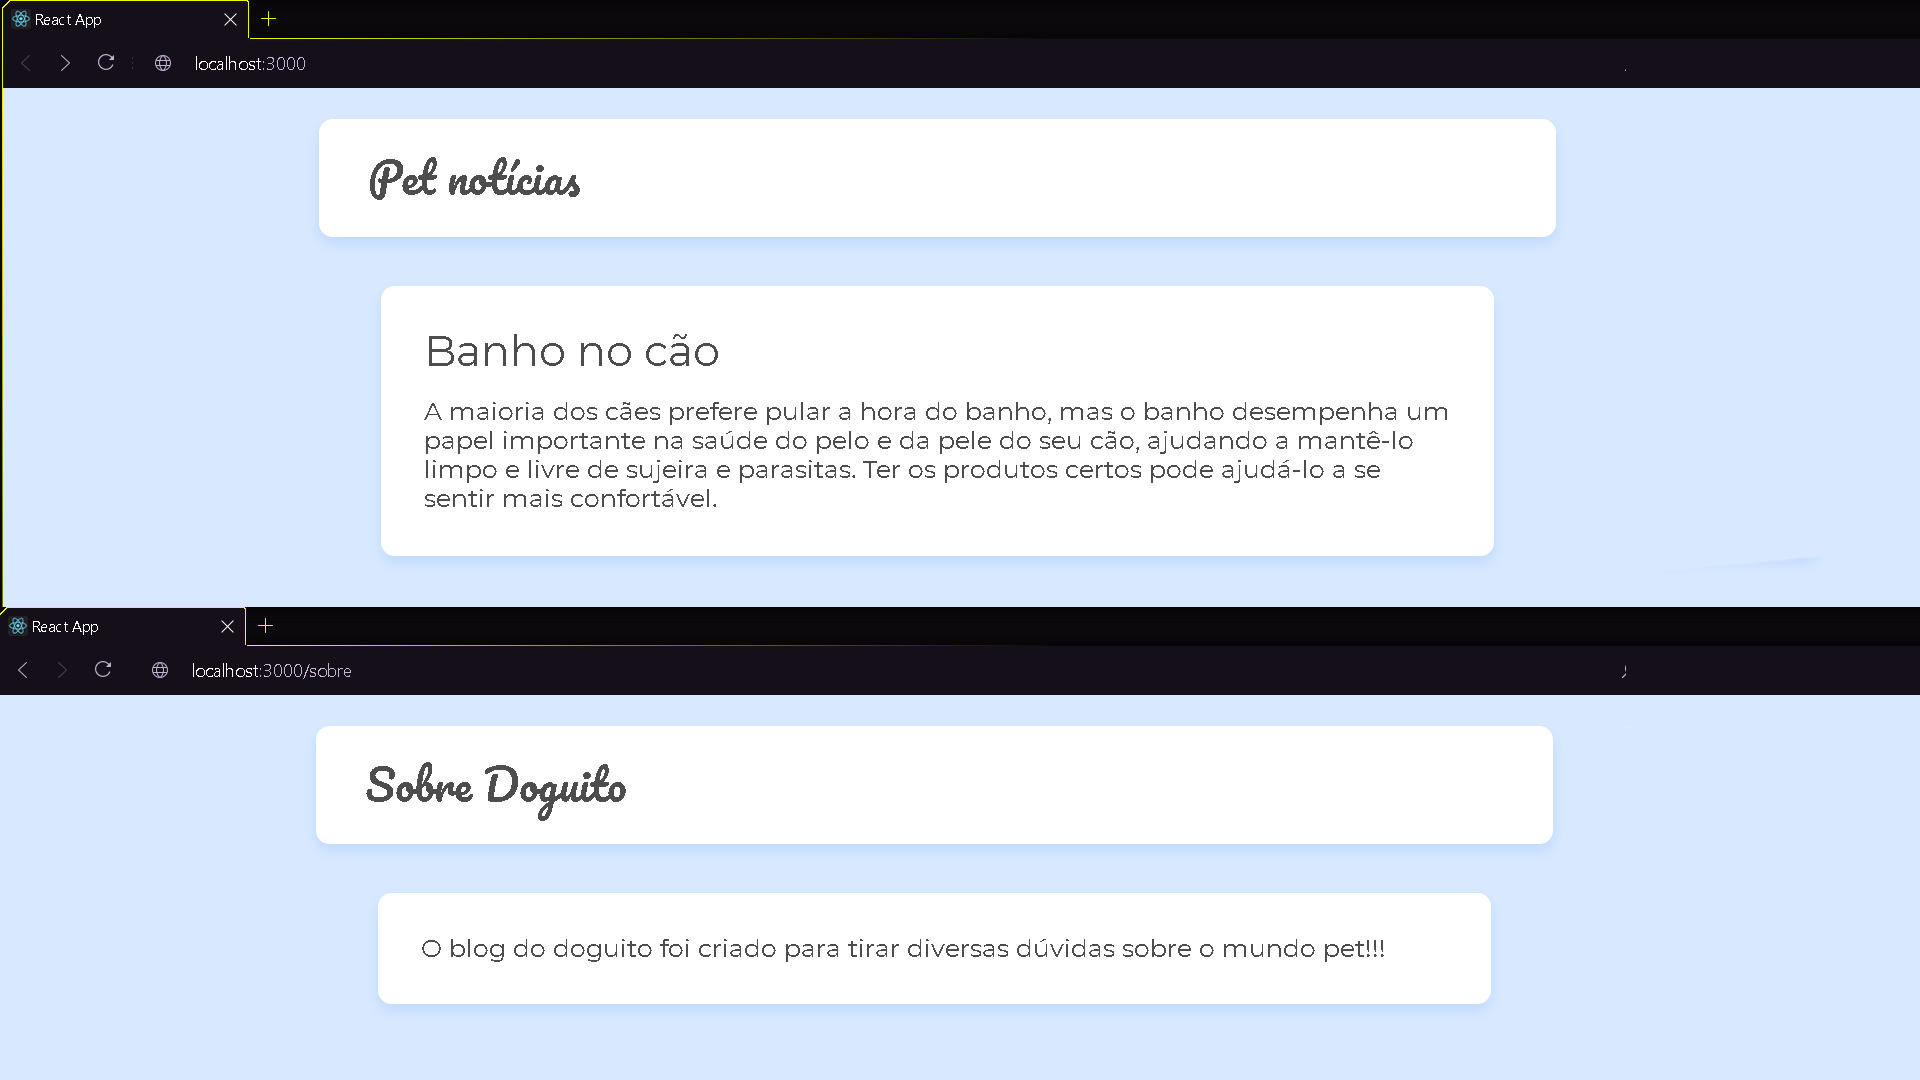 React App
localhost:3000
Pet notícias
Banho no cão
A maioria dos cães prefere pular a hora do banho, mas o banho desempenha um
papel importante na saúde do pelo e da pele do seu cão, ajudando a mantê-lo
limpo e livre de sujeira e parasitas. Ter os produtos certos pode ajudá-lo a se
sentir mais confortável.
React App
localhost:3000/sobre
Sobre Doguito
O blog do doguito foi criado para tirar diversas dúvidas sobre o mundo pet!!!